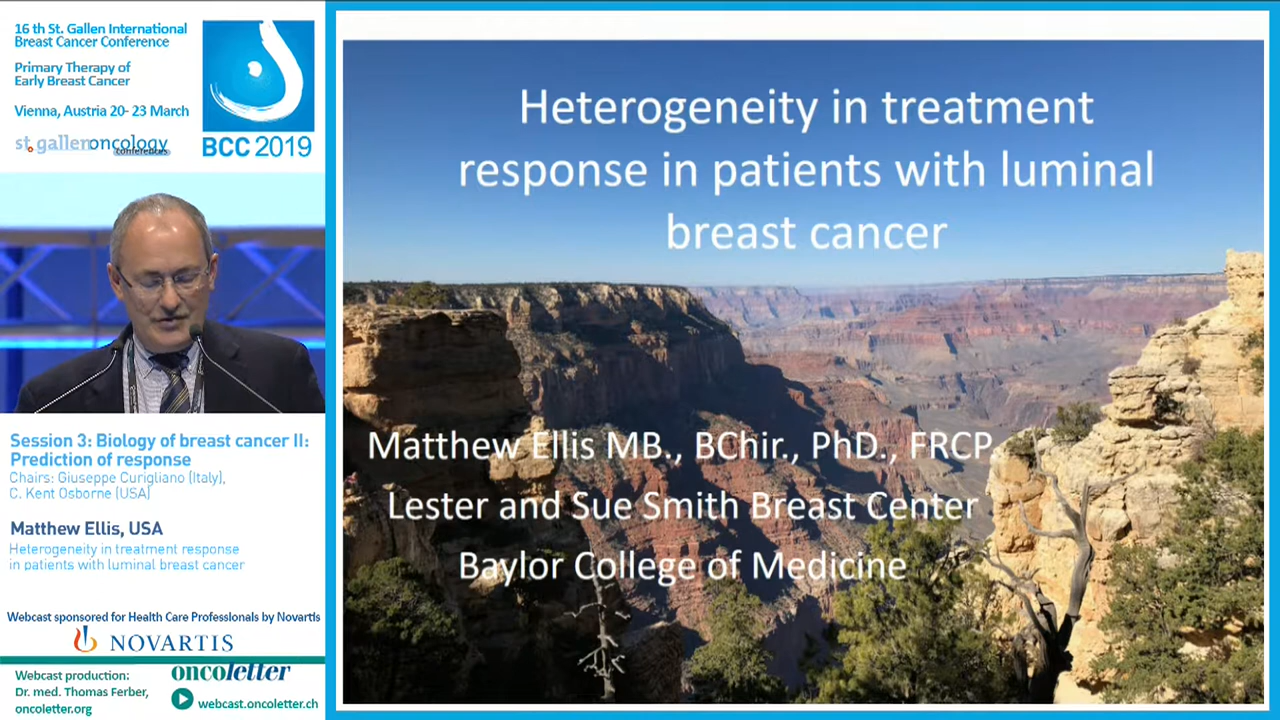 16 th St. Gallen International
Breast Cancer Conference
Primary Therapy of
Early Breast Cancer
Vienna, Austria 20- 23 March
st.gallenoncology
conferences
BCC 2019
Session 3: Biology of breast cancer II:
Prediction of response
Chairs: Giuseppe Curigliano (Italy),
C. Kent Osborne (USA)
Matthew Ellis, USA
Heterogeneity in treatment response
in patients with luminal breast cancer
Webcast sponsored for Health Care Professionals by Novartis
NOVARTIS
Webcast production:
Dr. med. Thomas Ferber,
oncoletter.org
oncoletter
webcast.oncoletter.ch
Heterogeneity in treatment
response in patients with luminal
breast cancer
Matthew Ellis MB., BChir., PhD., FRCP.
Lester and Sue Smith Breast Center
Baylor College of Medicine